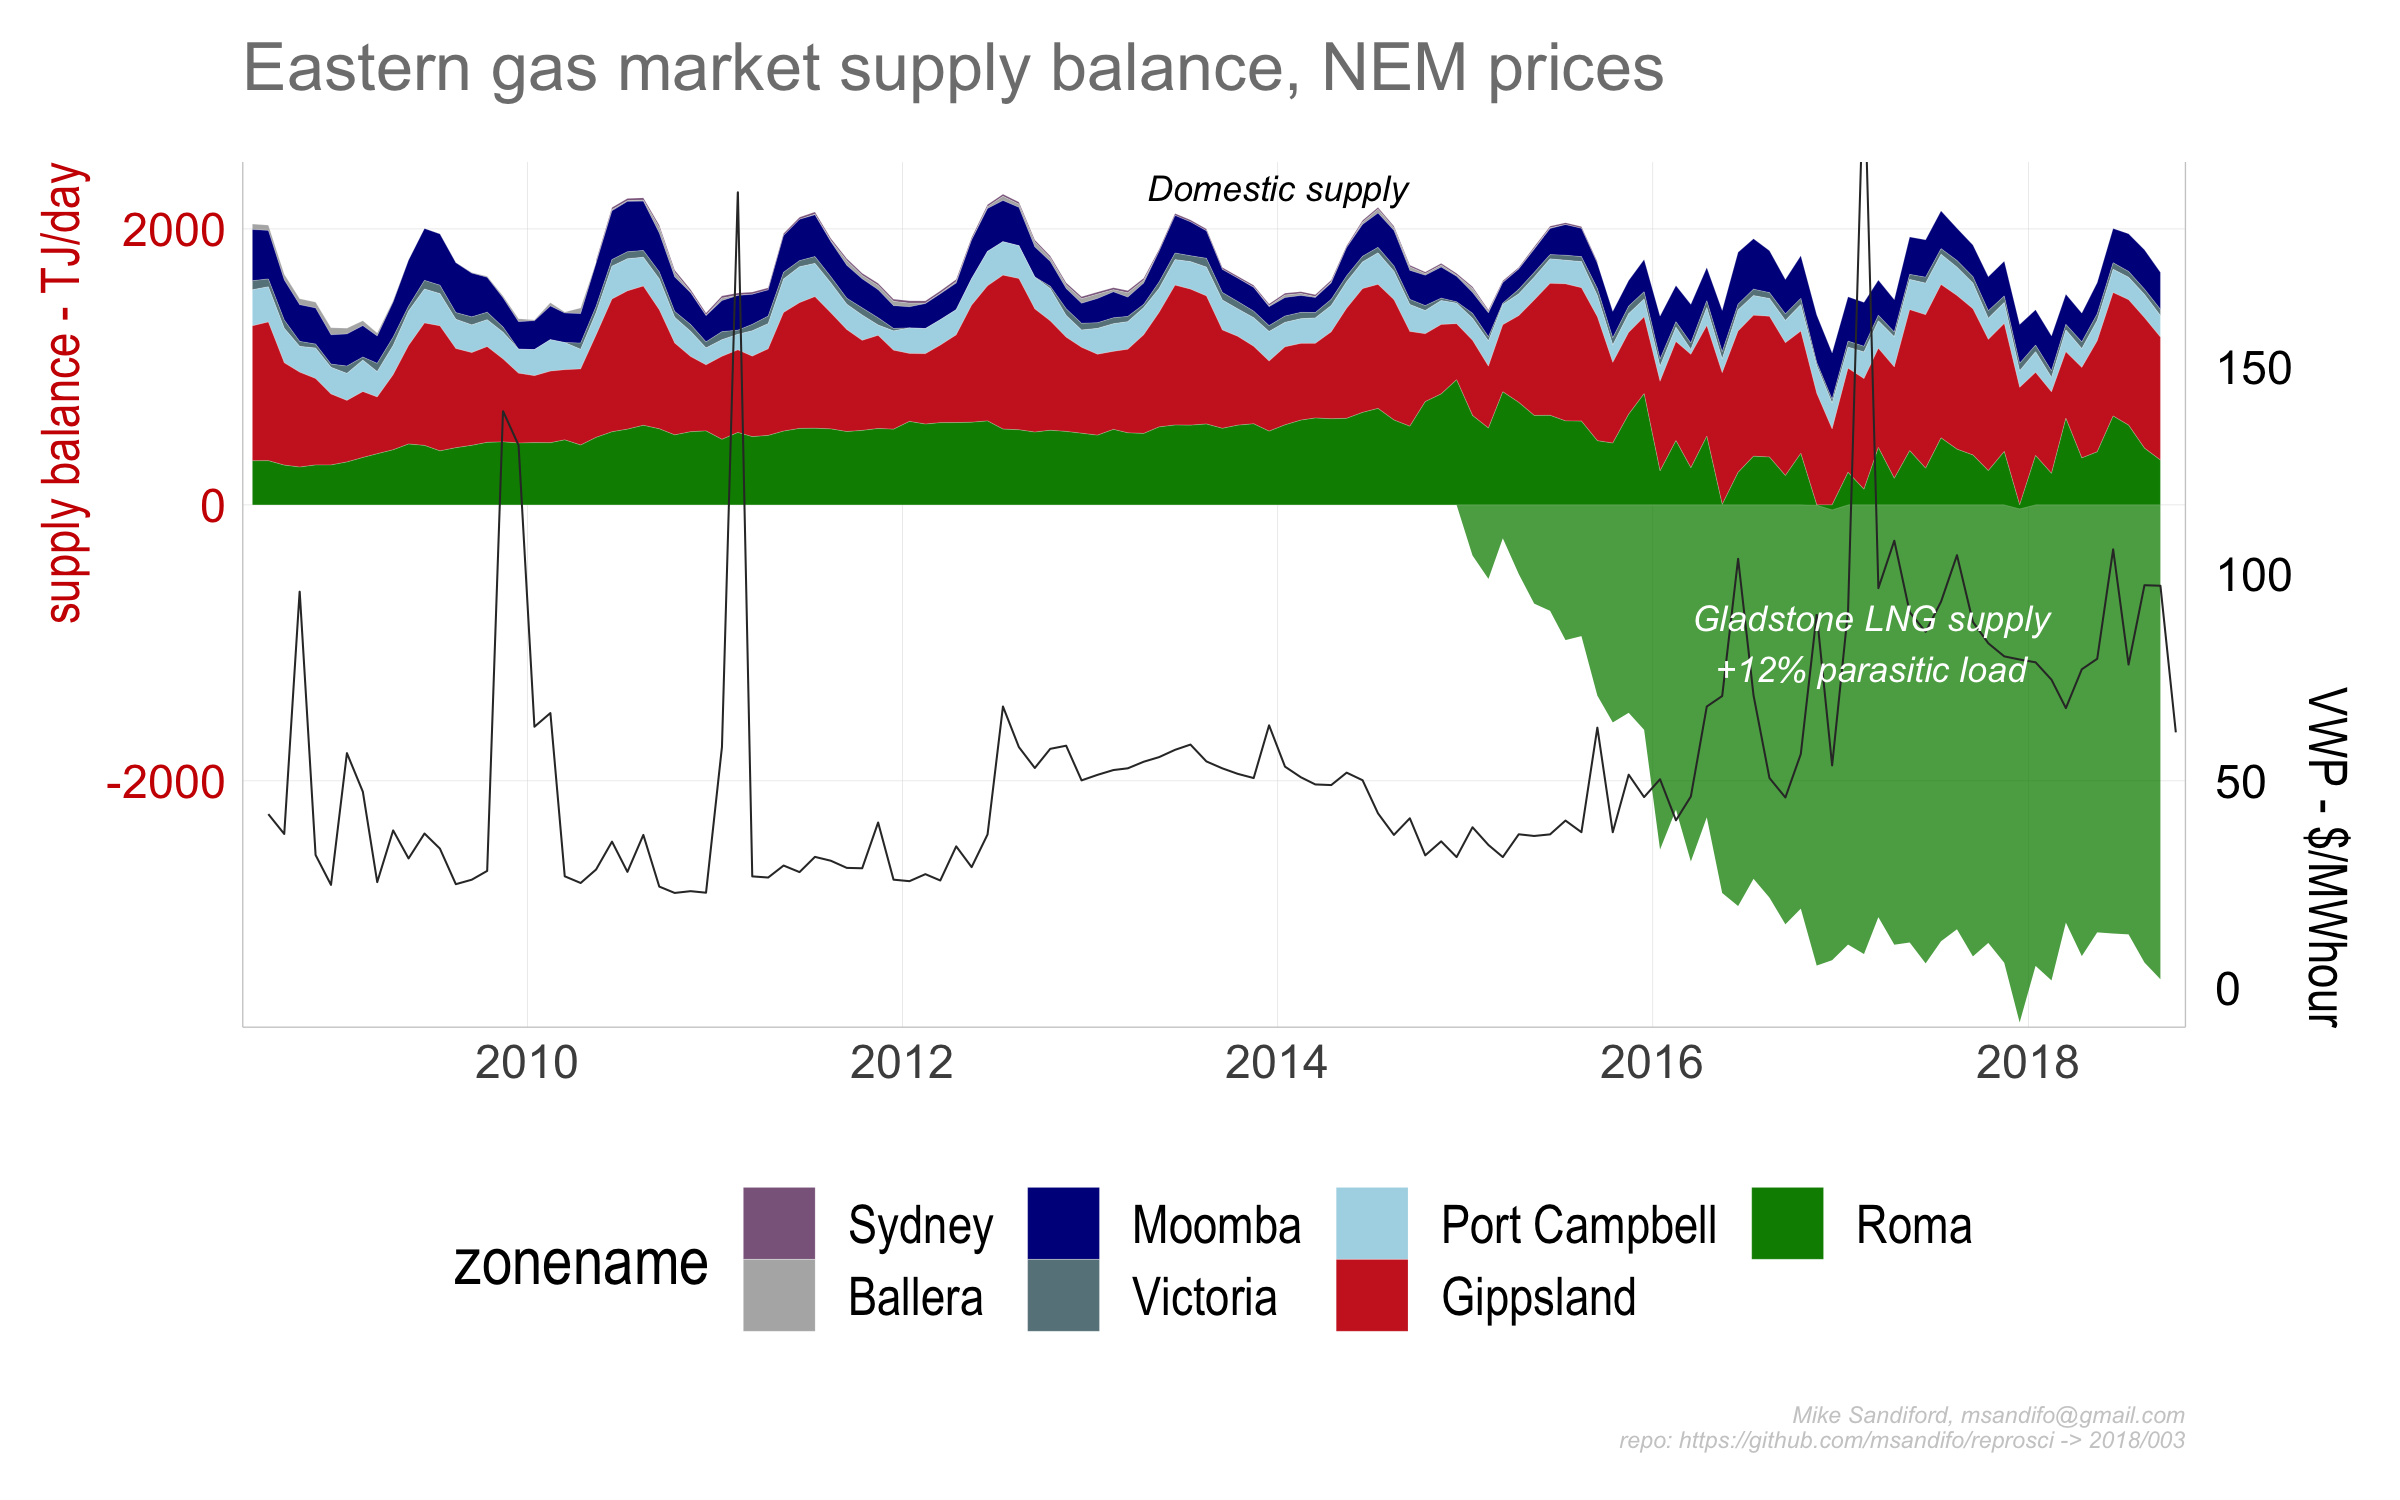 Eastern gas market supply balance, NEM prices
supply balance - TJ/day
2000
0
-2000
Domestic supply
Gladstone LNG supply
+12% parasitic load
150
100
50
0
VWP - $/MWhour
2010
2012
2014
2016
2018
zonename
Sydney
Moomba
Port Campbell
Roma
Ballera
Victoria
Gippsland
Mike Sandiford, msandifo@gmail.com
repo: https://github.com/msandifo/reprosci -> 2018/003